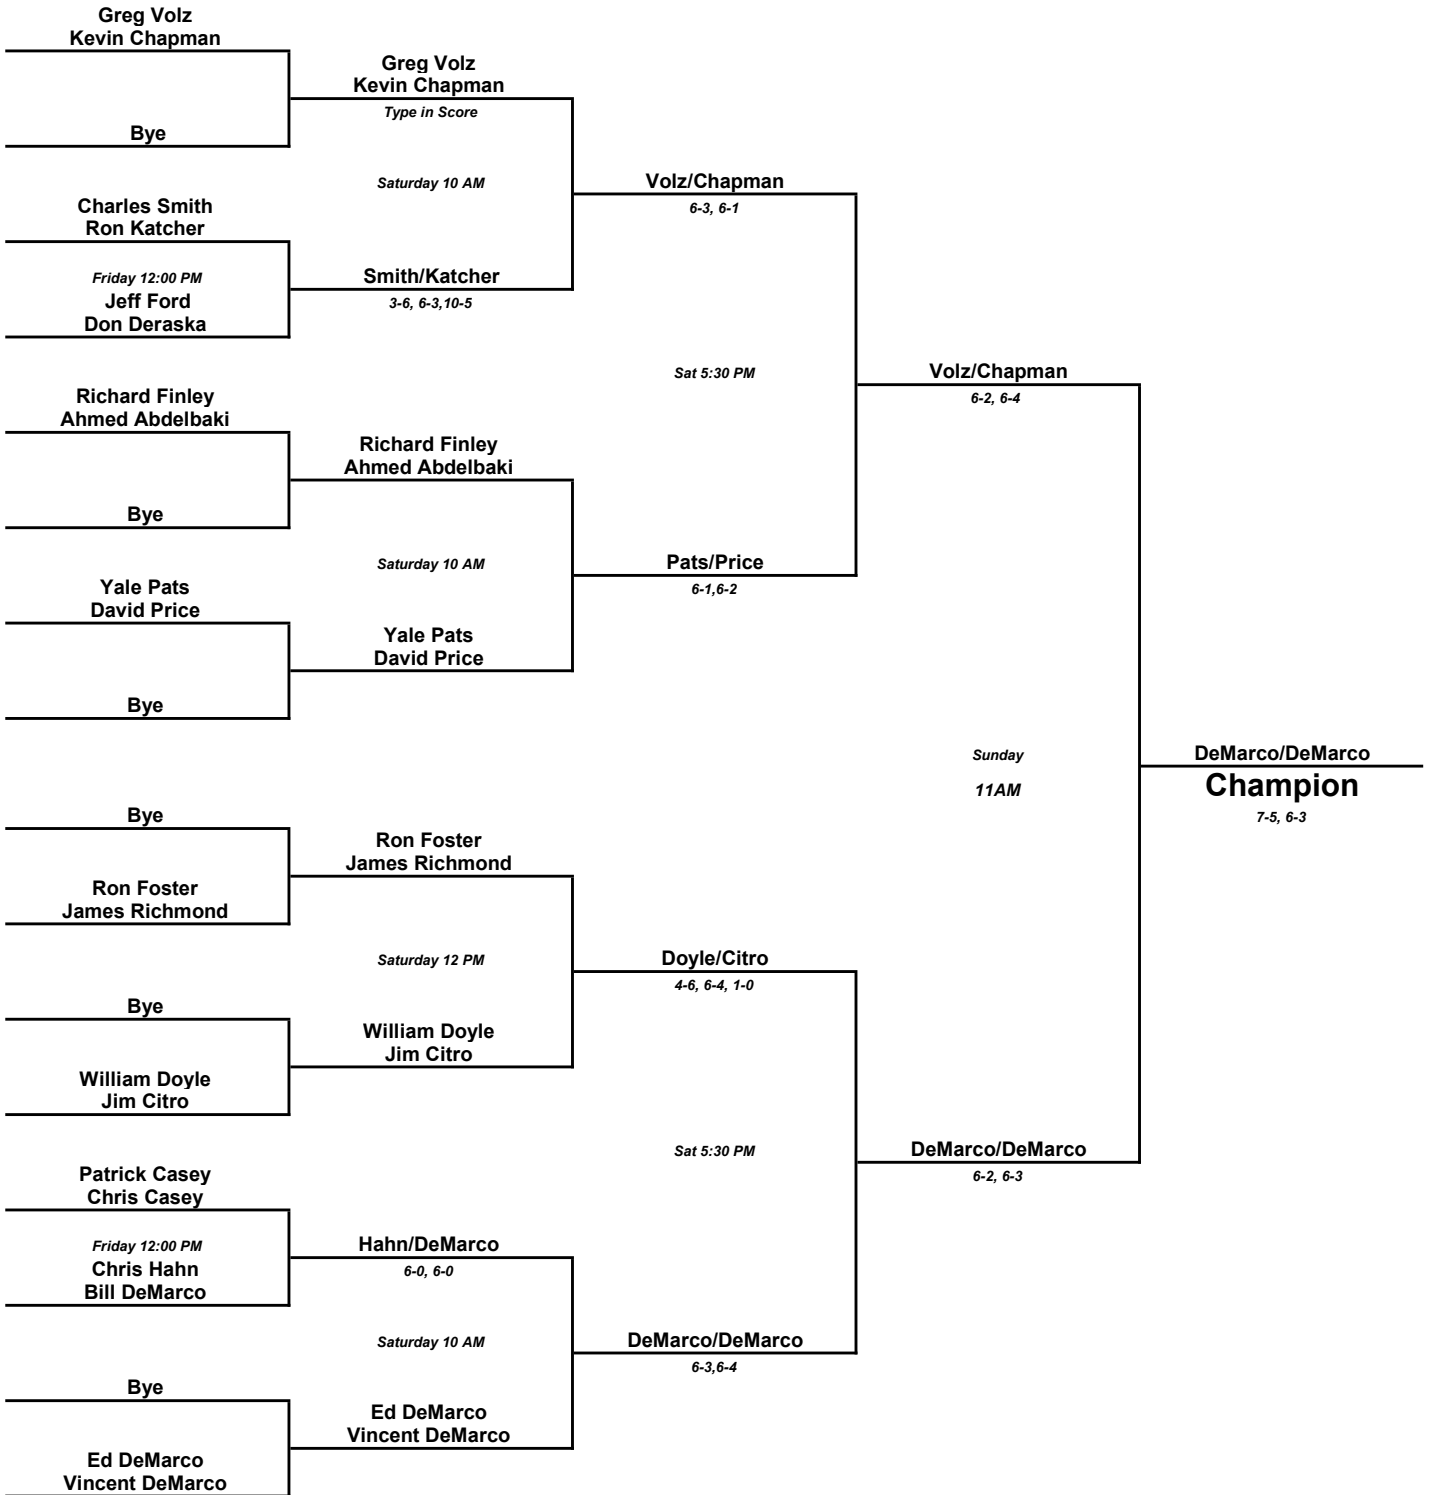 Greg Volz
Kevin Chapman
Bye
Charles Smith
Ron Katcher
Friday 12:00 PM
Jeff Ford
Don Deraska
Richard Finley
Ahmed Abdelbaki
Bye
Yale Pats
David Price
Bye
Bye
Ron Foster
James Richmond
Bye
William Doyle
Jim Citro
Patrick Casey
Chris Casey
Friday 12:00 PM
Chris Hahn
Bill DeMarco
Bye
Ed DeMarco
Vincent DeMarco
Greg Volz
Kevin Chapman
Type in Score
Saturday 10 AM
Smith/Katcher
3-6, 6-3,10-5
Richard Finley
Ahmed Abdelbaki
Saturday 10 AM
Yale Pats
David Price
Ron Foster
James Richmond
Saturday 12 PM
William Doyle
Jim Citro
Hahn/DeMarco
6-0, 6-0
Saturday 10 AM
Ed DeMarco
Vincent DeMarco
Volz/Chapman
6-3, 6-1
Sat 5:30 PM
Pats/Price
6-1,6-2
Doyle/Citro
4-6, 6-4, 1-0
Sat 5:30 PM
DeMarco/DeMarco
6-3,6-4
Volz/Chapman
6-2, 6-4
Sunday
11AM
DeMarco/DeMarco
6-2, 6-3
DeMarco/DeMarco
Champion
7-5, 6-3